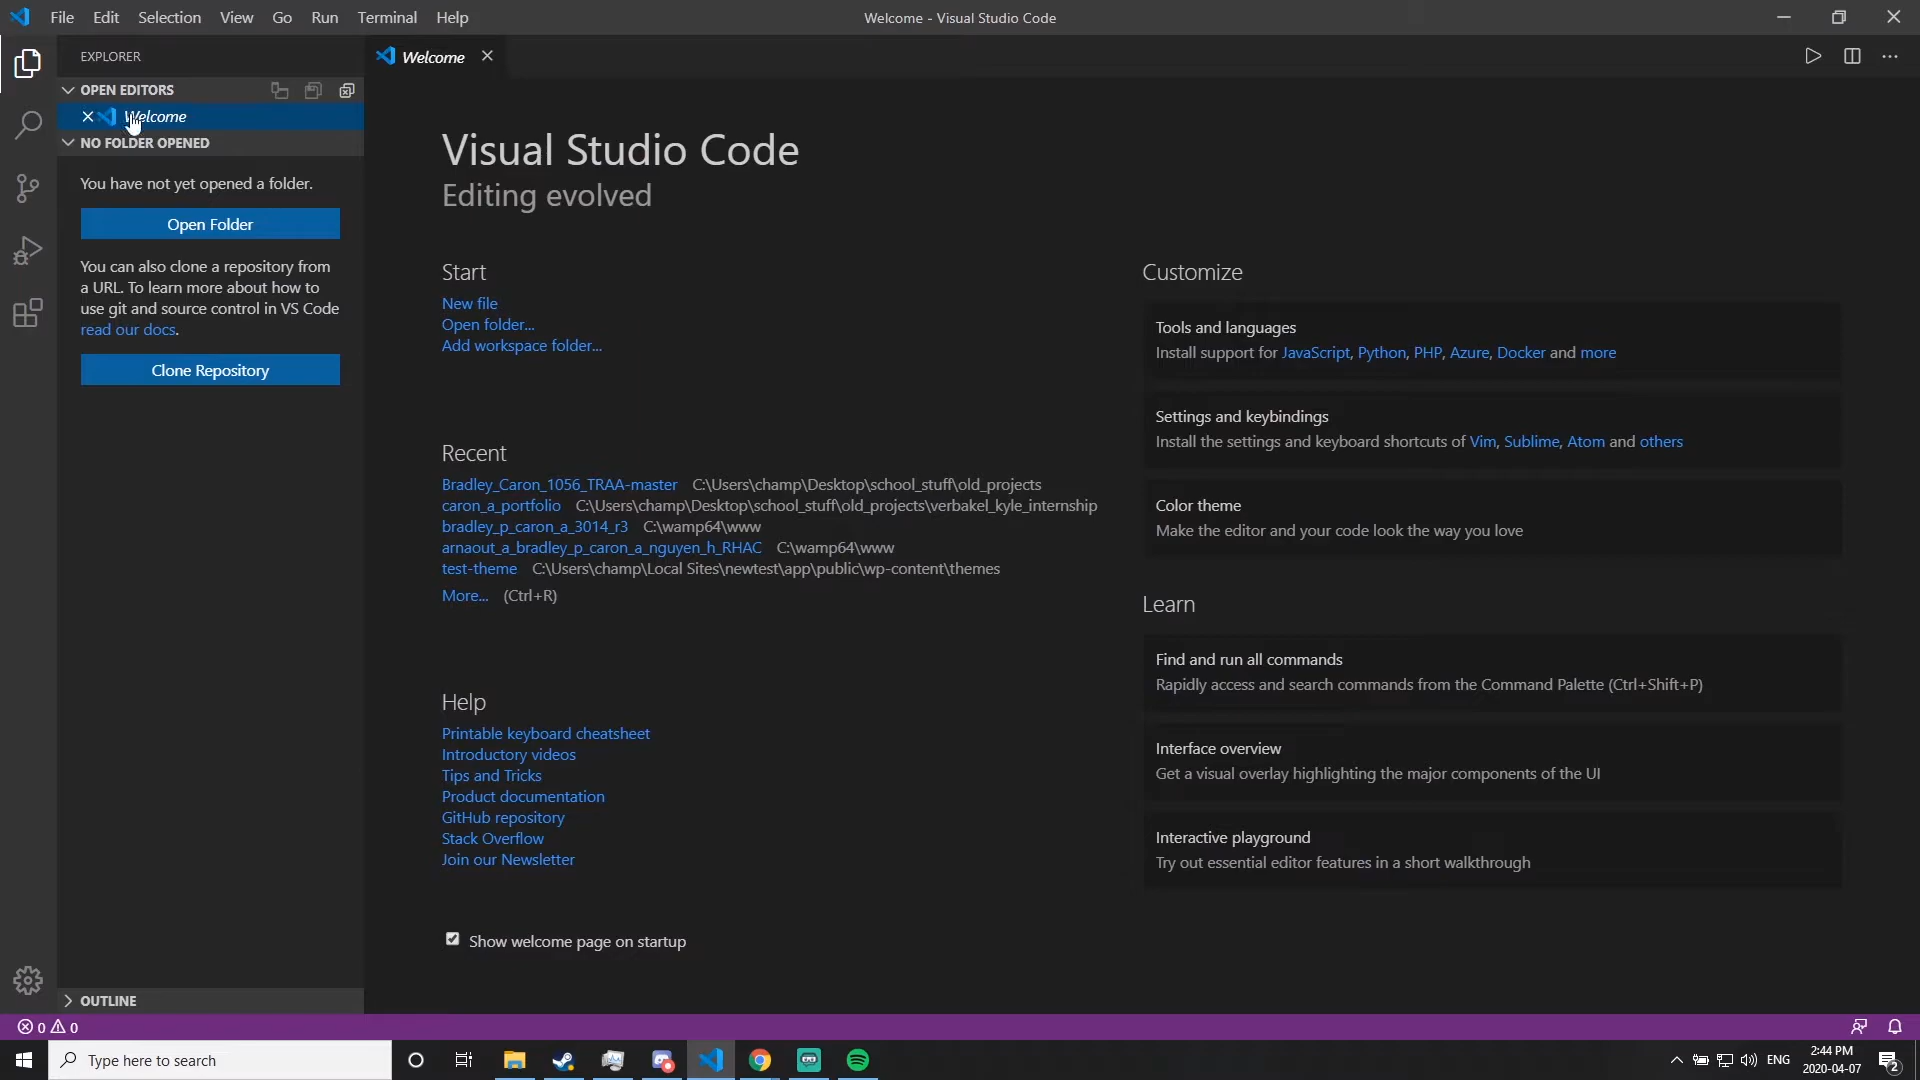 File Edit Selection View Go Run Terminal Help
Welcome - Visual Studio Code
EXPLORER
OPEN EDITORS
Welcome
NO FOLDER OPENED
You have not yet opened a folder.
Open Folder
You can also clone a repository from
a URL. To learn more about how to
use git and source control in VS Code
read our docs.
Clone Repository
OUTLINE
Welcome
Visual Studio Code
Editing evolved
Start
New file
Open folder...
Add workspace folder...
Recent
Bradley_Caron_1056_TRAA-master C:\Users\champ\Desktop\school_stuff\old_projects
caron_a_portfolio C:\Users\champ\Desktop\school_stuff\old_projects\verbakel_kyle_internship
bradley_p_caron_a_3014_r3 C:\wamp64\www
arnaout_a_bradley_p_caron_a_nguyen_h_RHAC C:\wamp64\www
test-theme C:\Users\champ\Local Sites\newtest\app\public\wp-content\themes
More... (Ctrl+R)
Help
Printable keyboard cheatsheet
Introductory videos
Tips and Tricks
Product documentation
GitHub repository
Stack Overflow
Join our Newsletter
Show welcome page on startup
Customize
Tools and languages
Install support for JavaScript, Python, PHP, Azure, Docker and more
Settings and keybindings
Install the settings and keyboard shortcuts of Vim, Sublime, Atom and others
Color theme
Make the editor and your code look the way you love
Learn
Find and run all commands
Rapidly access and search commands from the Command Palette (Ctrl+Shift+P)
Interface overview
Get a visual overlay highlighting the major components of the UI
Interactive playground
Try out essential editor features in a short walkthrough
0 0
Type here to search
ENG
2:44 PM
2020-04-07
2